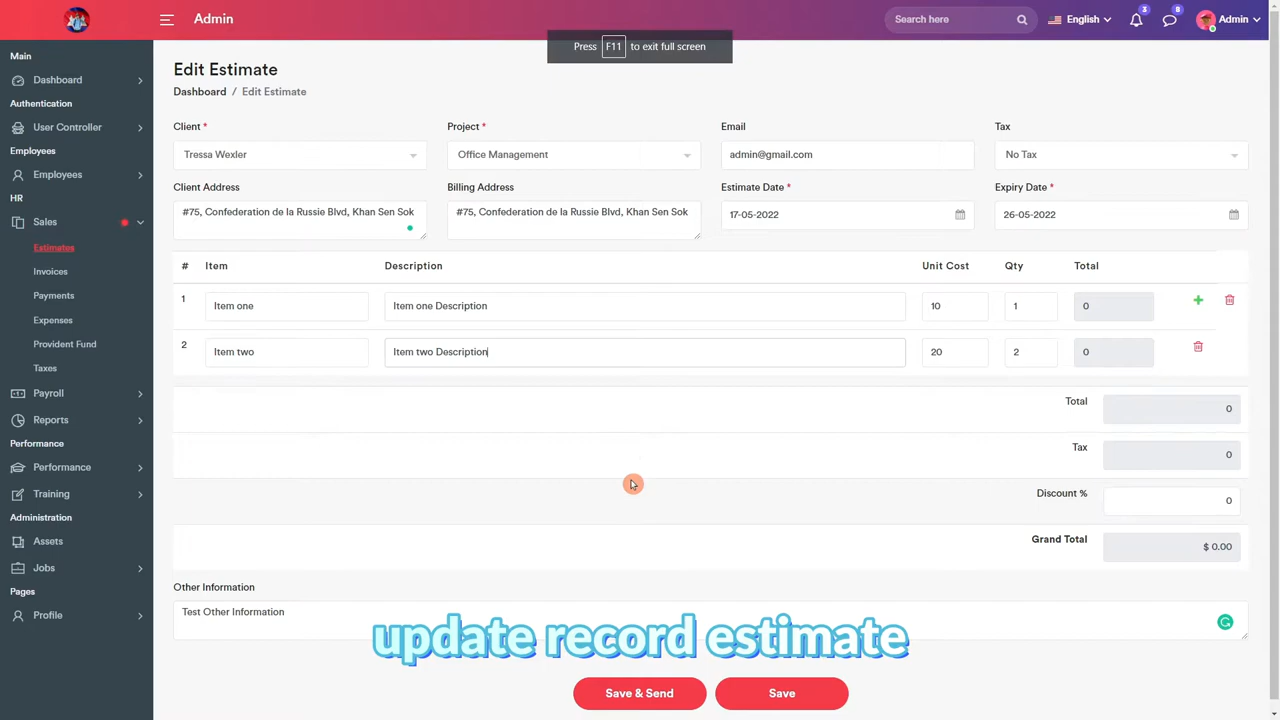 Admin
Search here
English
3
8
Admin
Press F11 to exit full screen
Main
Dashboard
Authentication
User Controller
Employees
Employees
HR
Sales
Estimates
Invoices
Payments
Expenses
Provident Fund
Taxes
Payroll
Reports
Performance
Performance
Training
Administration
Assets
Jobs
Pages
Profile
Edit Estimate
Dashboard / Edit Estimate
Client * Project * Email Tax
Tressa Wexler Office Management admin@gmail.com No Tax
Client Address Billing Address Estimate Date * Expiry Date *
#75, Confederation de la Russie Blvd, Khan Sen Sok #75, Confederation de la Russie Blvd, Khan Sen Sok 17-05-2022 26-05-2022
# Item Description Unit Cost Qty Total
1 Item one Item one Description 10 1 0
2 Item two Item two Description 20 2 0
Total 0
Tax 0
Discount % 0
Grand Total $ 0.00
Other Information
Test Other Information
update record estimate
Save & Send Save